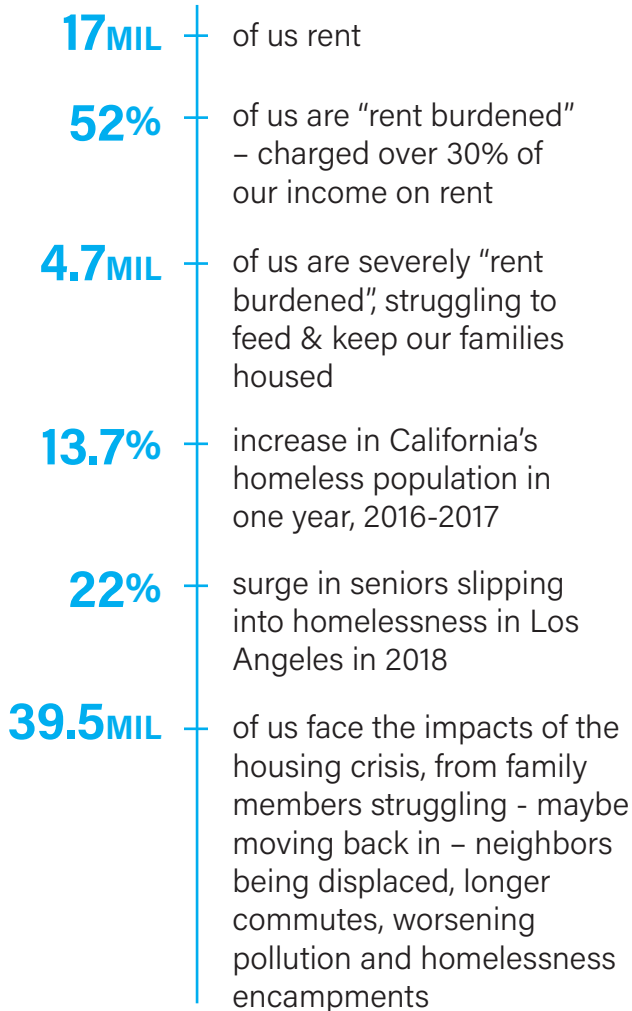 17MIL of us rent
52% of us are “rent burdened”
– charged over 30% of
our income on rent
4.7MIL of us are severely “rent
burdened”, struggling to
feed & keep our families
housed
13.7% increase in California’s
homeless population in
one year, 2016-2017
22% surge in seniors slipping
into homelessness in Los
Angeles in 2018
39.5MIL of us face the impacts of the
housing crisis, from family
members struggling - maybe
moving back in – neighbors
being displaced, longer
commutes, worsening
pollution and homelessness
encampments